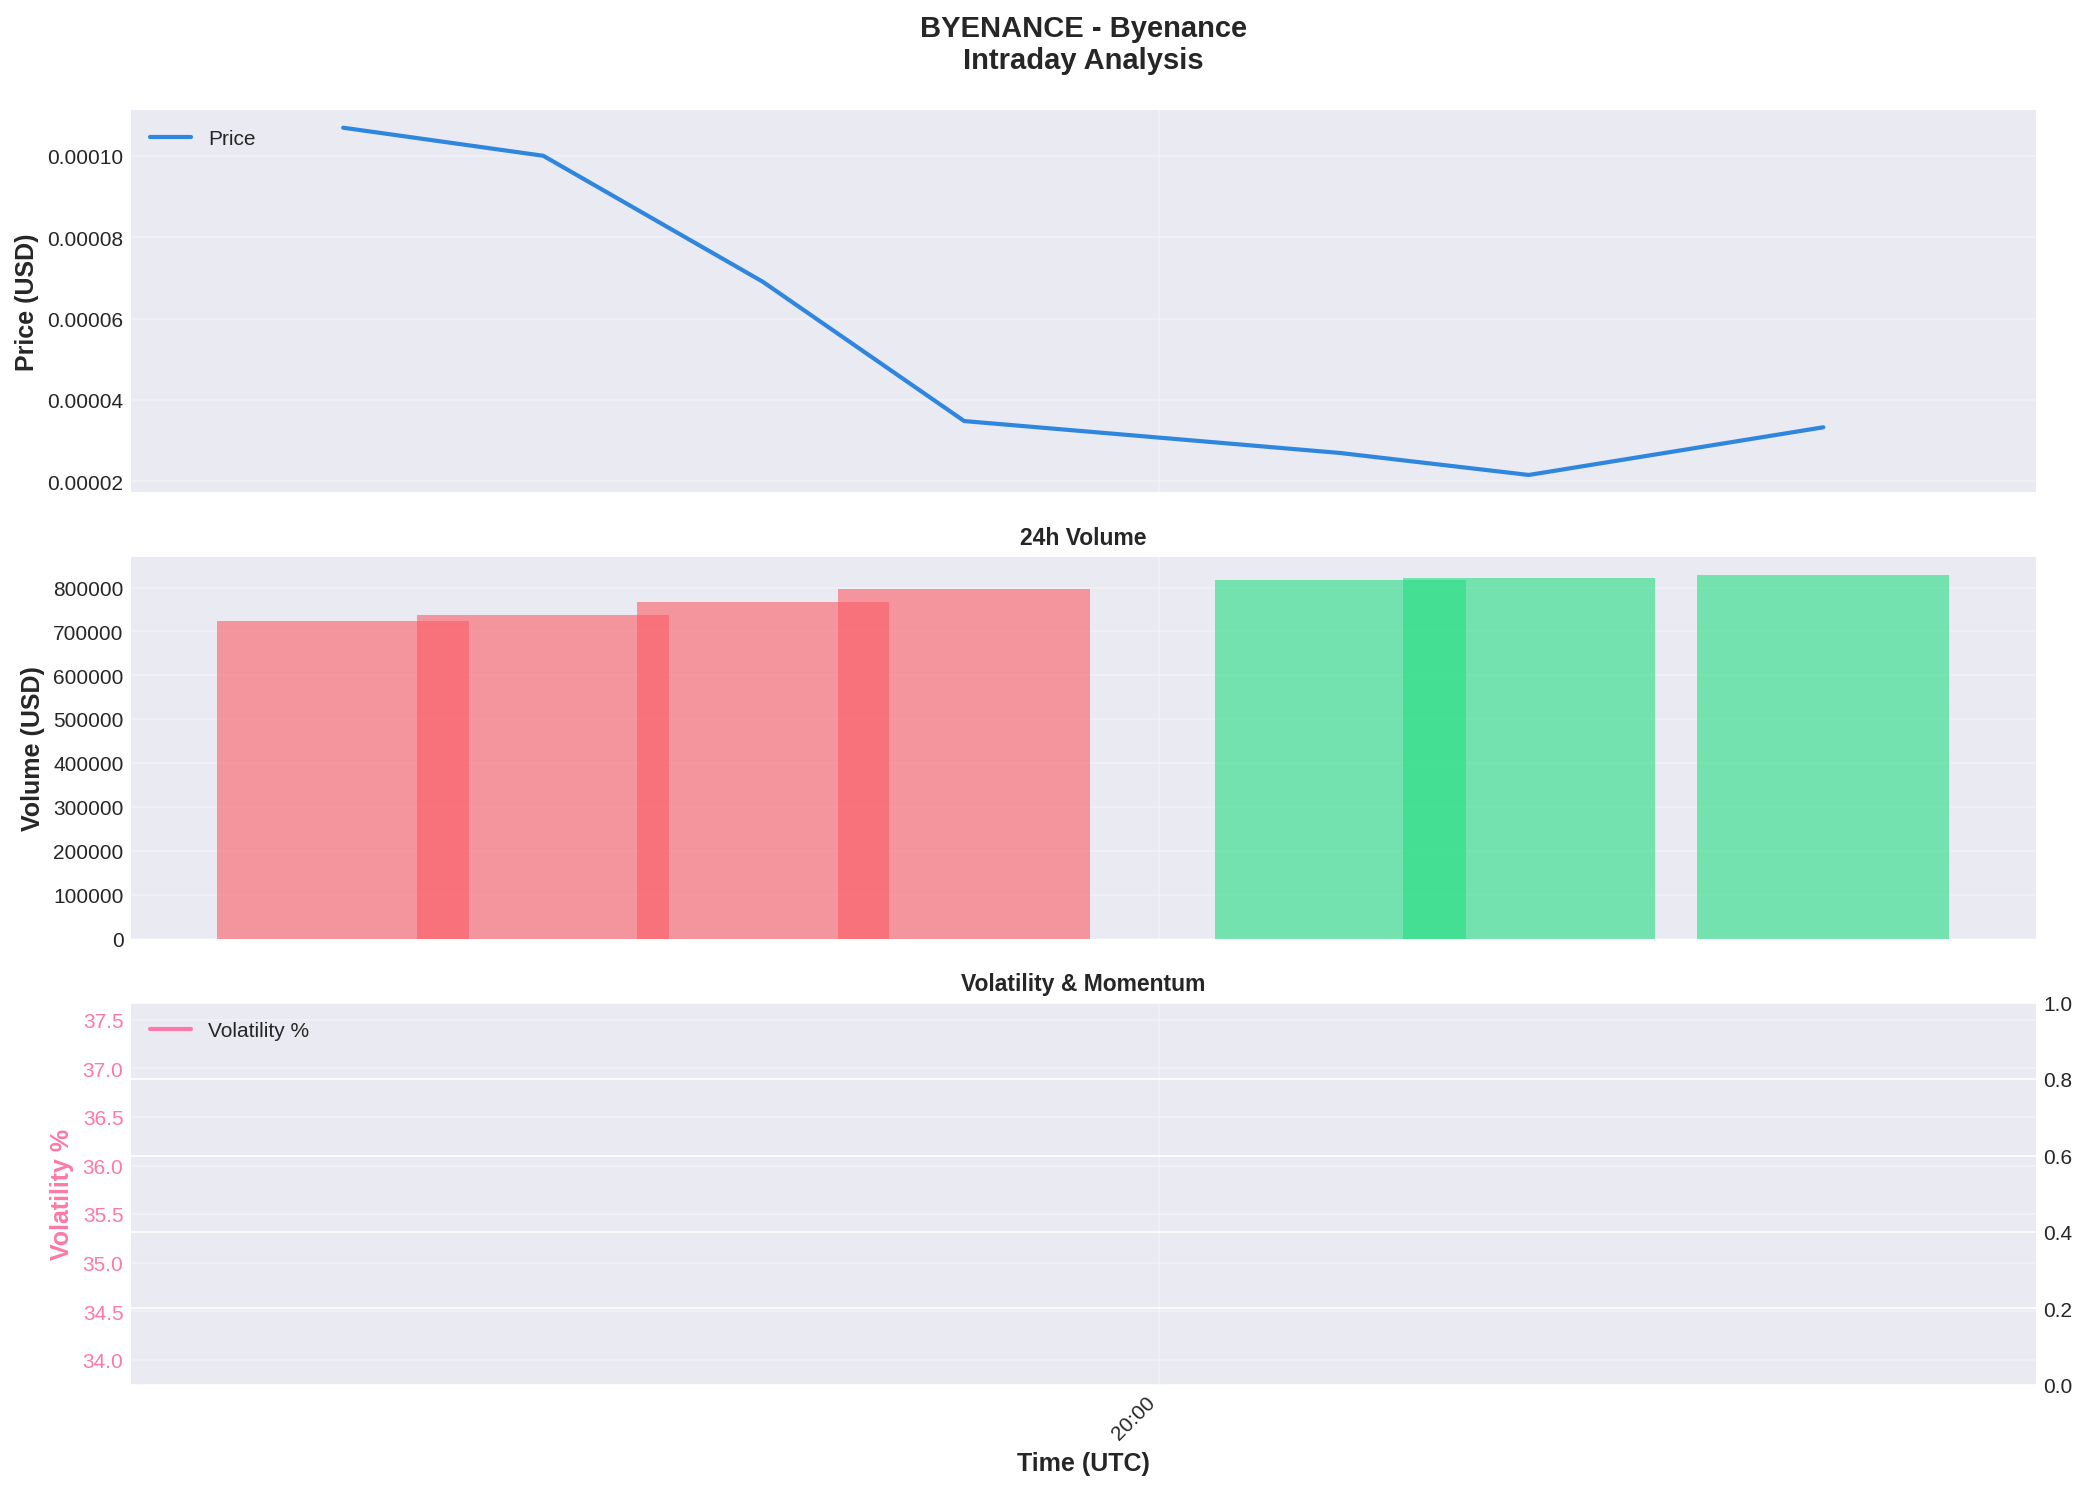 BYENANCE - Byenance
Intraday Analysis
Price
Price (USD)
0.00010
0.00008
0.00006
0.00004
0.00002
24h Volume
Volume (USD)
800000
700000
600000
500000
400000
300000
200000
100000
0
Volatility & Momentum
Volatility %
Volatility %
37.5
37.0
36.5
36.0
35.5
35.0
34.5
34.0
1.0
0.8
0.6
0.4
0.2
0.0
20:00
Time (UTC)